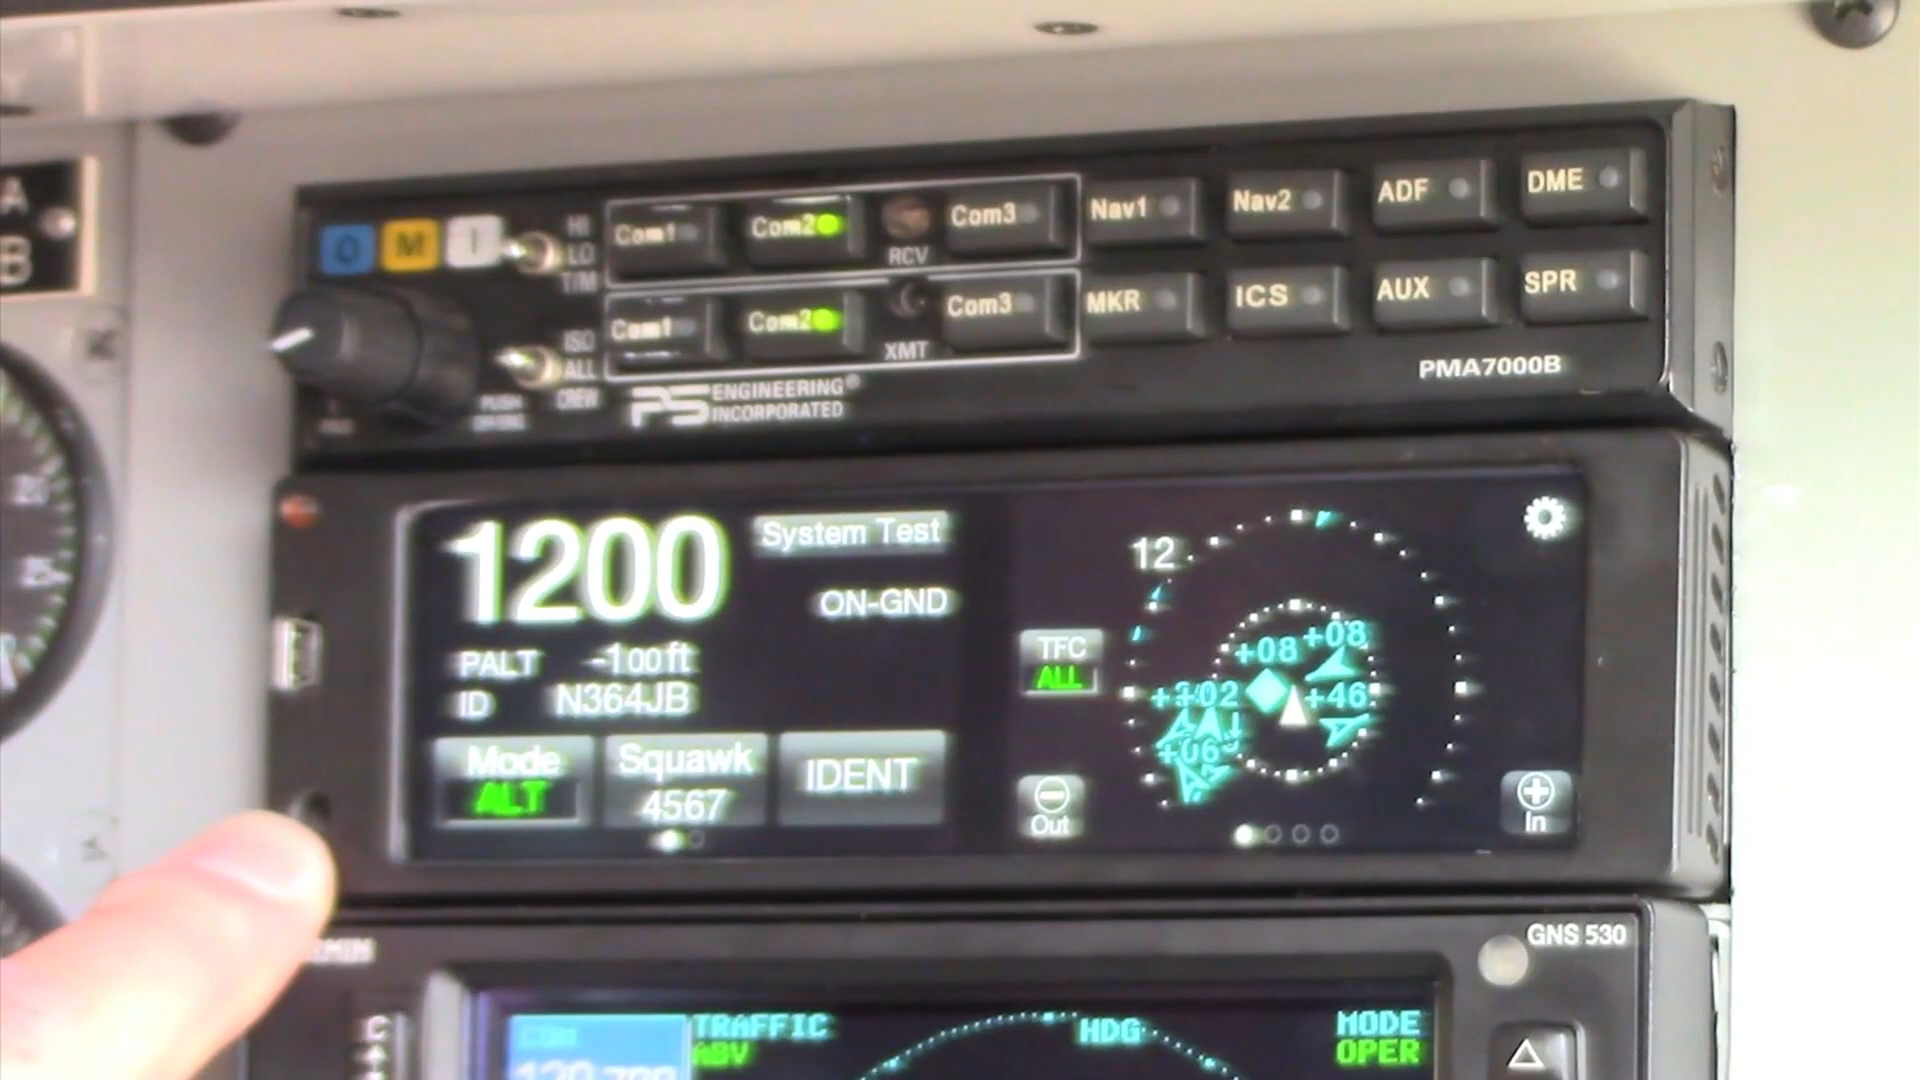 A
B
O M I
HI
LO
T/M
Com1 Com2 Com3 Nav1 Nav2 ADF DME
RCV
ISO
ALL
CREW
Com1 Com2 Com3 MKR ICS AUX SPR
XMT
PUSH
PS ENGINEERING®
INCORPORATED
PMA7000B
1200
System Test
ON-GND
PALT -100ft
ID N364JB
Mode
ALT
Squawk
4567
IDENT
12
TFC
ALL
+08
+08
+02
+46
+06
Out
In
GNS 530
COM
TRAFFIC
ABV
HDG
MODE
OPER
C